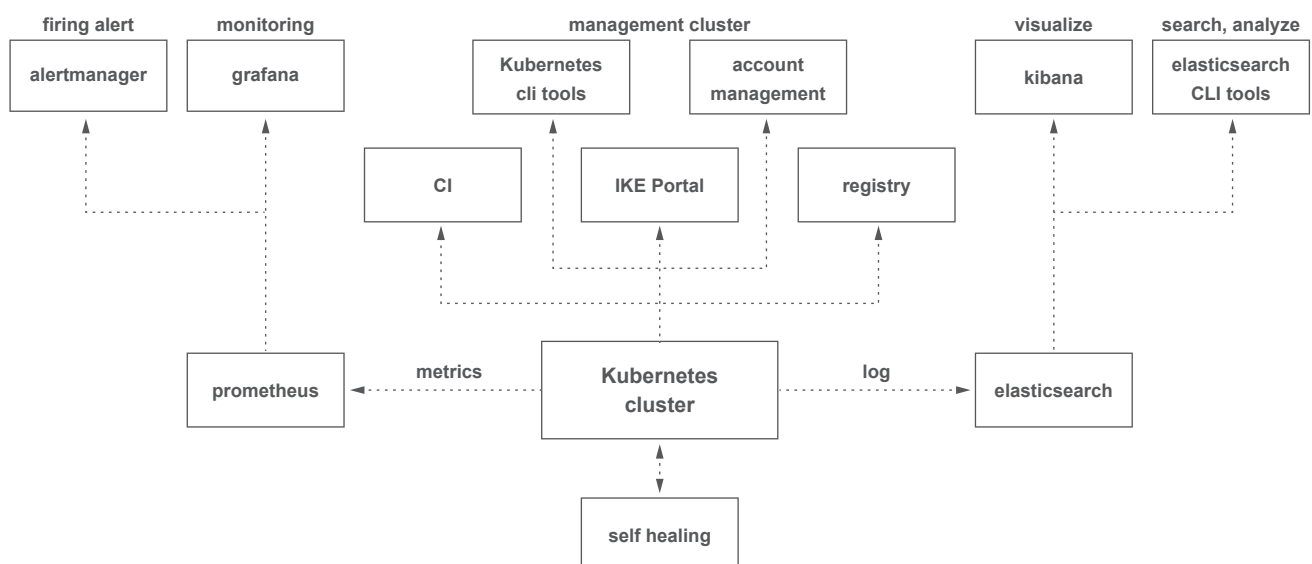 firing alert
monitoring
management cluster
visualize
search, analyze
alertmanager
grafana
Kubernetes
cli tools
account
management
kibana
elasticsearch
CLI tools
CI
IKE Portal
registry
prometheus
metrics
Kubernetes
cluster
log
elasticsearch
self healing